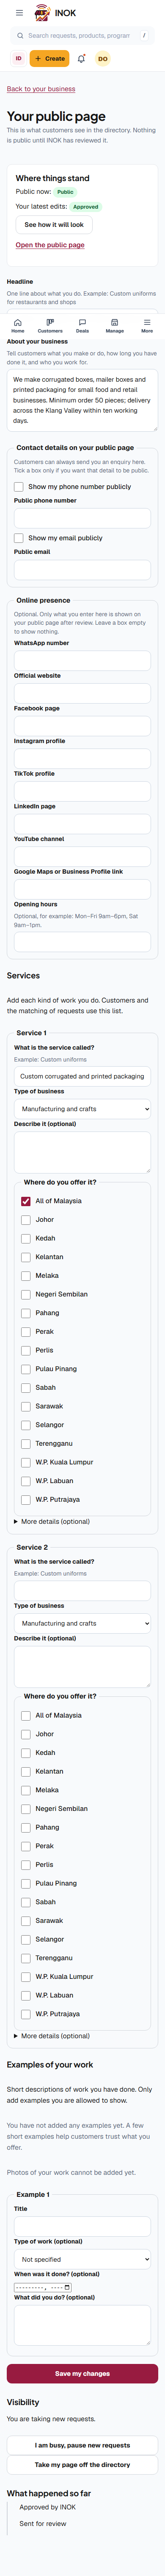 INOK
Search requests, products, program
/
ID
+ Create
DO
Back to your business
Your public page
This is what customers see in the directory. Nothing
is public until INOK has reviewed it.
Where things stand
Public now: Public
Your latest edits: Approved
See how it will look
Open the public page
Headline
One line about what you do. Example: Custom uniforms
for restaurants and shops
Home
Customers
Deals
Manage
More
About your business
Tell customers what you make or do, how long you have
done it, and who you work for.
We make corrugated boxes, mailer boxes and
printed packaging for small food and retail
businesses. Minimum order 50 pieces; delivery
across the Klang Valley within ten working
days.
Contact details on your public page
Customers can always send you an enquiry here.
Tick a box only if you want that detail to be public.
Show my phone number publicly
Public phone number
Show my email publicly
Public email
Online presence
Optional. Only what you enter here is shown on
your public page after review. Leave a box empty
to show nothing.
WhatsApp number
Official website
Facebook page
Instagram profile
TikTok profile
LinkedIn page
YouTube channel
Google Maps or Business Profile link
Opening hours
Optional, for example: Mon–Fri 9am–6pm, Sat
9am–1pm.
Services
Add each kind of work you do. Customers and
the matching of requests use this list.
Service 1
What is the service called?
Example: Custom uniforms
Custom corrugated and printed packaging
Type of business
Manufacturing and crafts
Describe it (optional)
Where do you offer it?
All of Malaysia
Johor
Kedah
Kelantan
Melaka
Negeri Sembilan
Pahang
Perak
Perlis
Pulau Pinang
Sabah
Sarawak
Selangor
Terengganu
W.P. Kuala Lumpur
W.P. Labuan
W.P. Putrajaya
More details (optional)
Service 2
What is the service called?
Example: Custom uniforms
Type of business
Manufacturing and crafts
Describe it (optional)
Where do you offer it?
All of Malaysia
Johor
Kedah
Kelantan
Melaka
Negeri Sembilan
Pahang
Perak
Perlis
Pulau Pinang
Sabah
Sarawak
Selangor
Terengganu
W.P. Kuala Lumpur
W.P. Labuan
W.P. Putrajaya
More details (optional)
Examples of your work
Short descriptions of work you have done. Only
add examples you are allowed to show.
You have not added any examples yet. A few
short examples help customers trust what you
offer.
Photos of your work cannot be added yet.
Example 1
Title
Type of work (optional)
Not specified
When was it done? (optional)
---------, ----
What did you do? (optional)
Save my changes
Visibility
You are taking new requests.
I am busy, pause new requests
Take my page off the directory
What happened so far
Approved by INOK
Sent for review